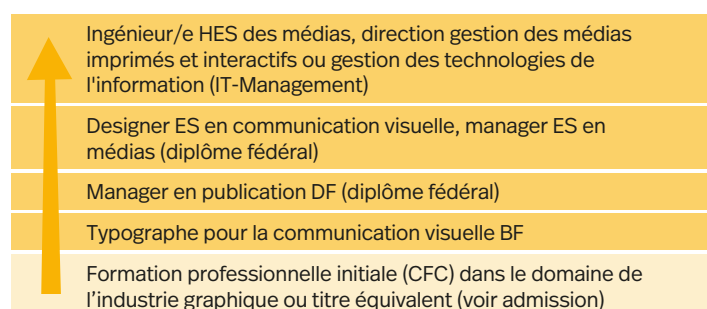 Ingénieur/e HES des médias, direction gestion des médias
imprimés et interactifs ou gestion des technologies de
l'information (IT-Management)
Designer ES en communication visuelle, manager ES en
médias (diplôme fédéral)
Manager en publication DF (diplôme fédéral)
Typographe pour la communication visuelle BF
Formation professionnelle initiale (CFC) dans le domaine de
l’industrie graphique ou titre équivalent (voir admission)